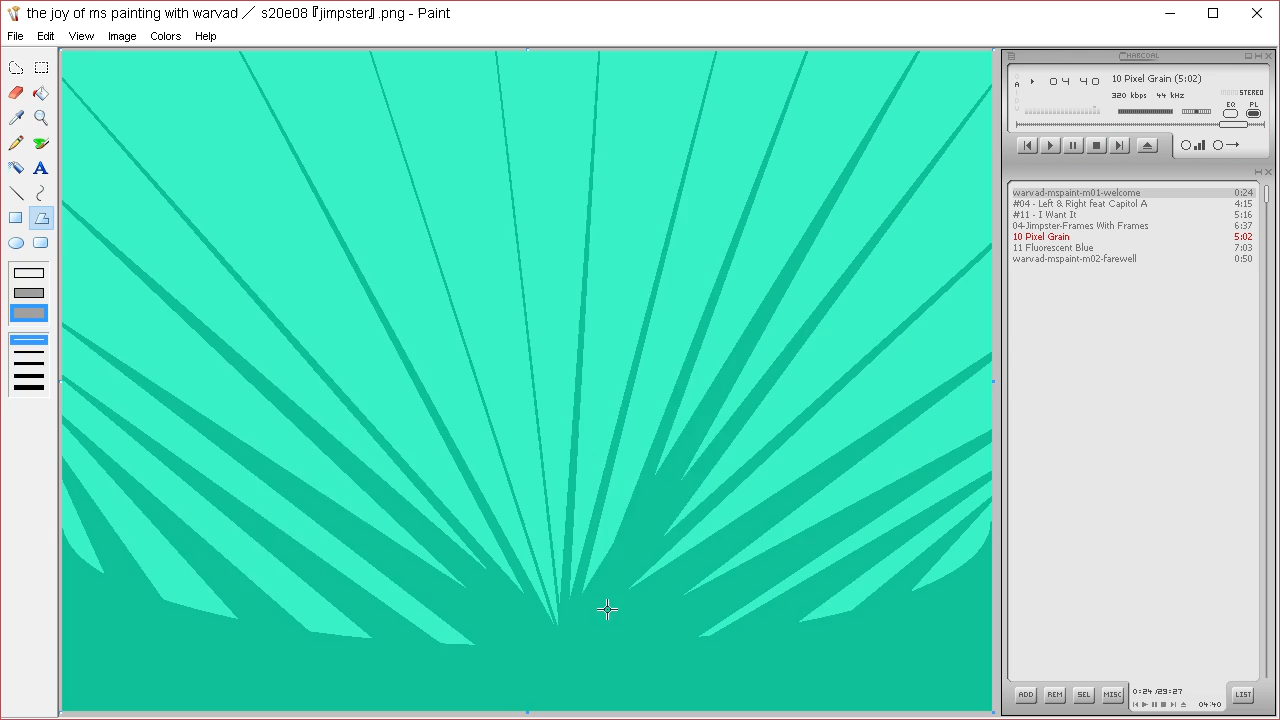 the joy of ms painting with warvad ／ s20e08『jimpster』.png - Paint
File Edit View Image Colors Help
CHARCOAL
04 40
10 Pixel Grain (5:02)
320 kbps 44 kHz
MONO STEREO
EQ PL
warvad-mspaint-m01-welcome 0:24
#04 - Left & Right feat Capitol A 4:15
#11 - I Want It 5:16
04-Jimpster-Frames With Frames 6:37
10 Pixel Grain 5:02
11 Fluorescent Blue 7:03
warvad-mspaint-m02-farewell 0:50
ADD REM SEL MISC 0:24/29:27 LIST
04:40